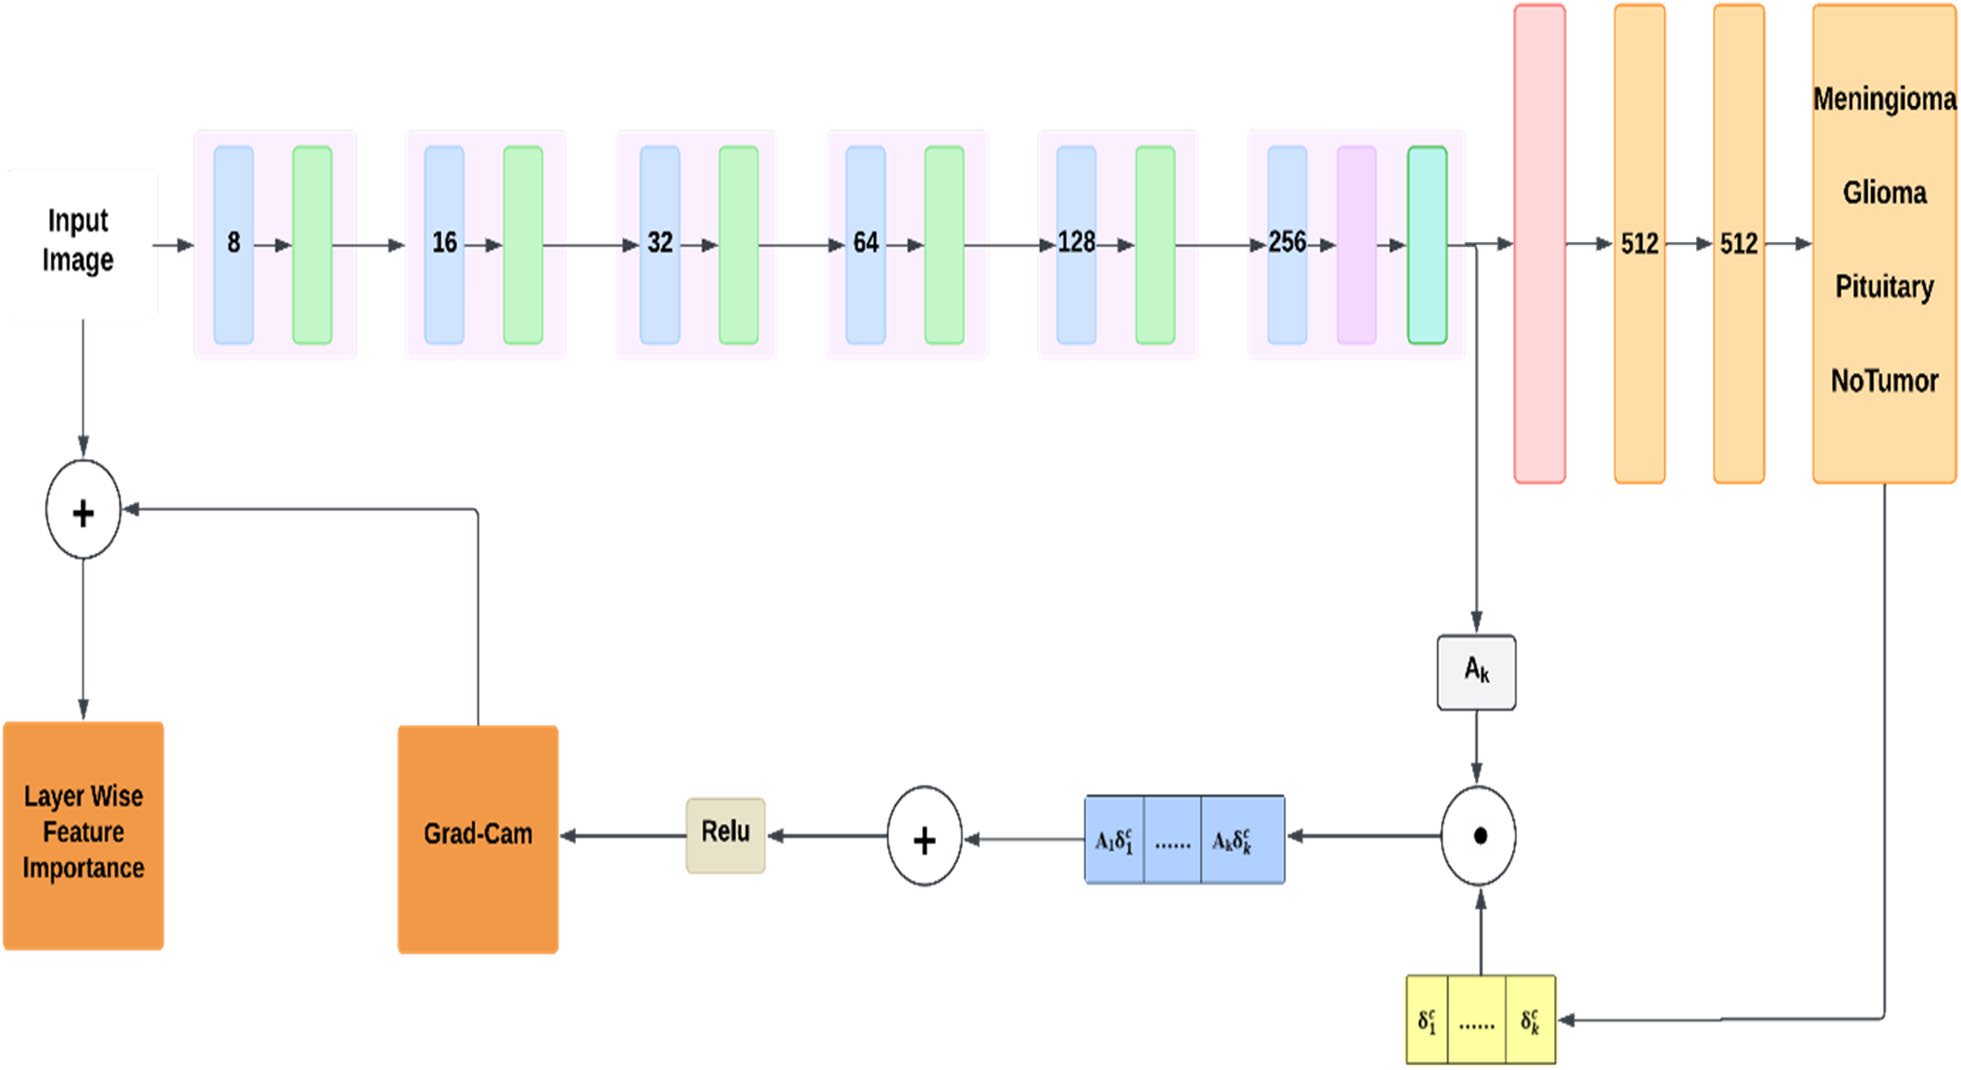 Input
Image
8
16
32
64
128
256
512
512
Meningioma
Glioma
Pituitary
NoTumor
+
Layer Wise
Feature
Importance
Grad-Cam
Relu
+
A₁δ₁ᶜ ...... Aₖδₖᶜ
Aₖ
•
δ₁ᶜ ...... δₖᶜ